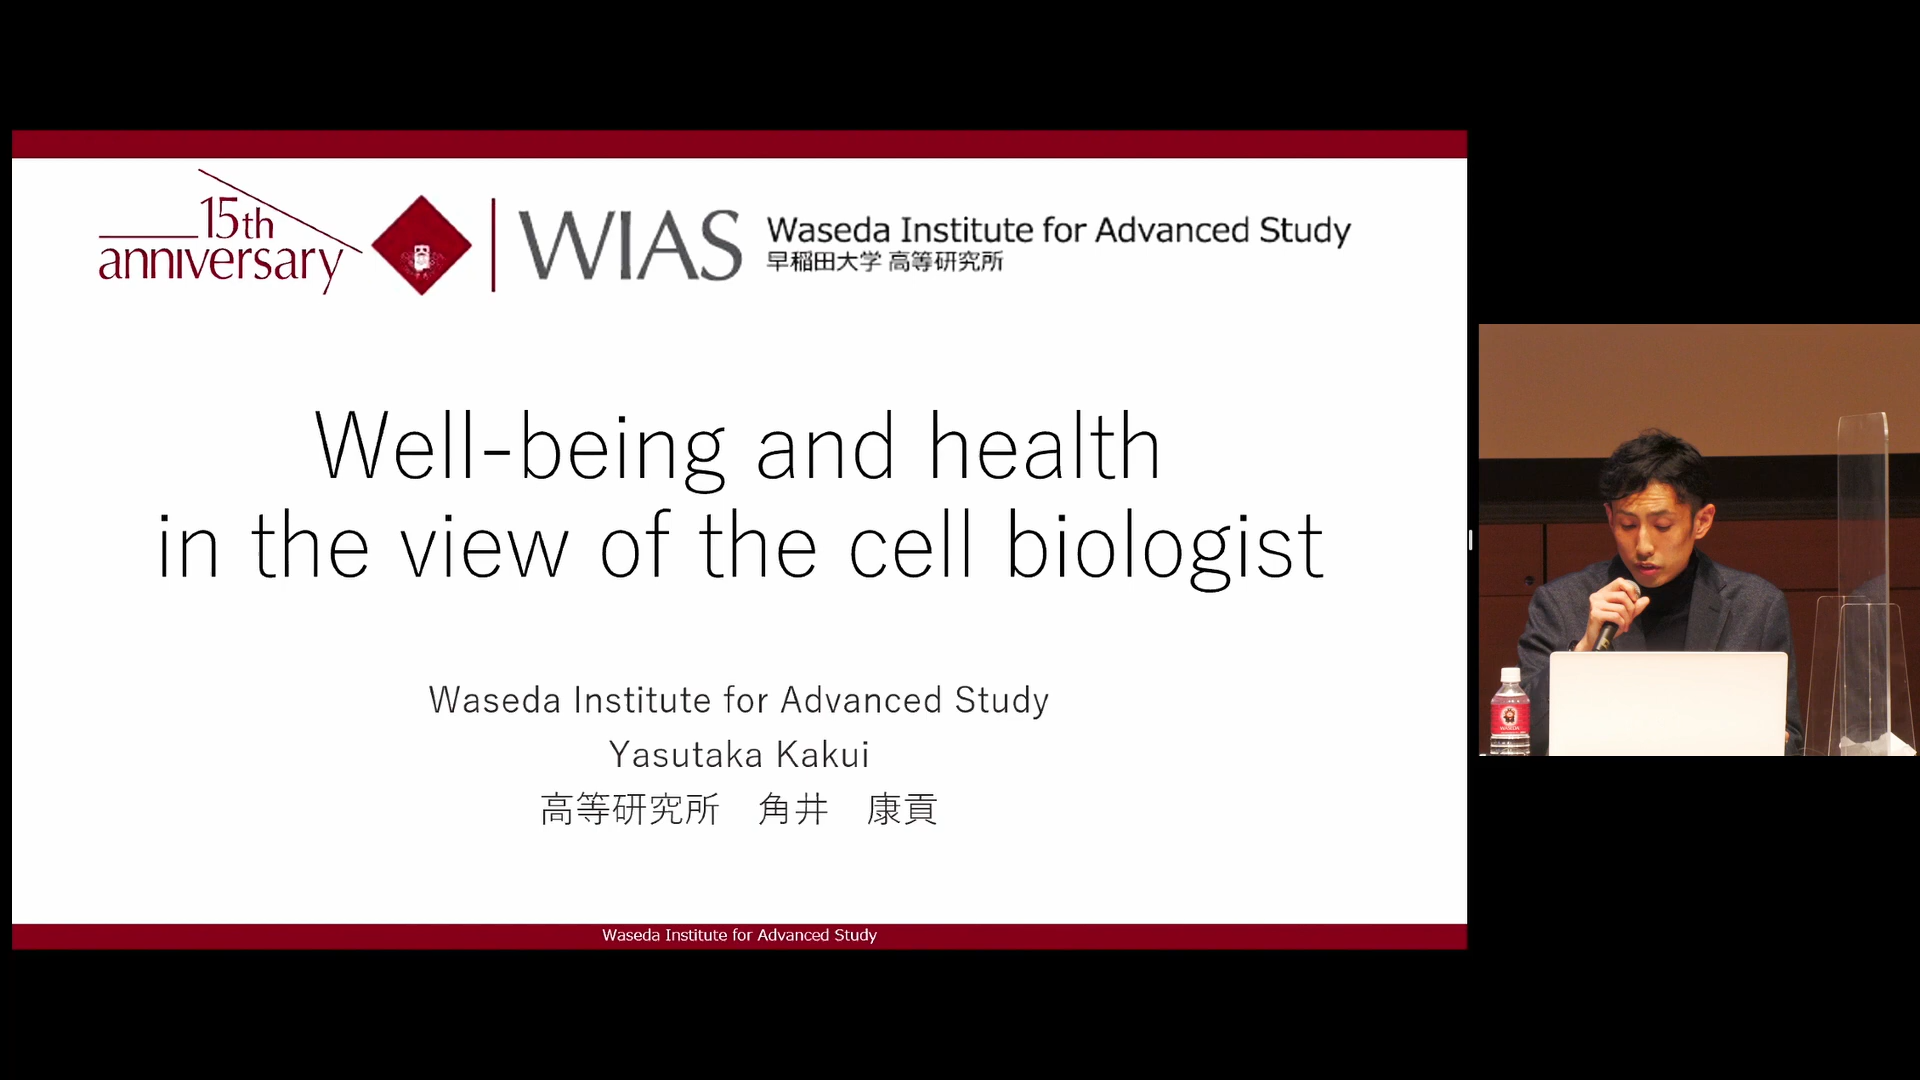 15th
anniversary
WIAS
Waseda Institute for Advanced Study
早稲田大学 高等研究所
Well-being and health
in the view of the cell biologist
Waseda Institute for Advanced Study
Yasutaka Kakui
高等研究所　角井　康貢
Waseda Institute for Advanced Study
WASEDA